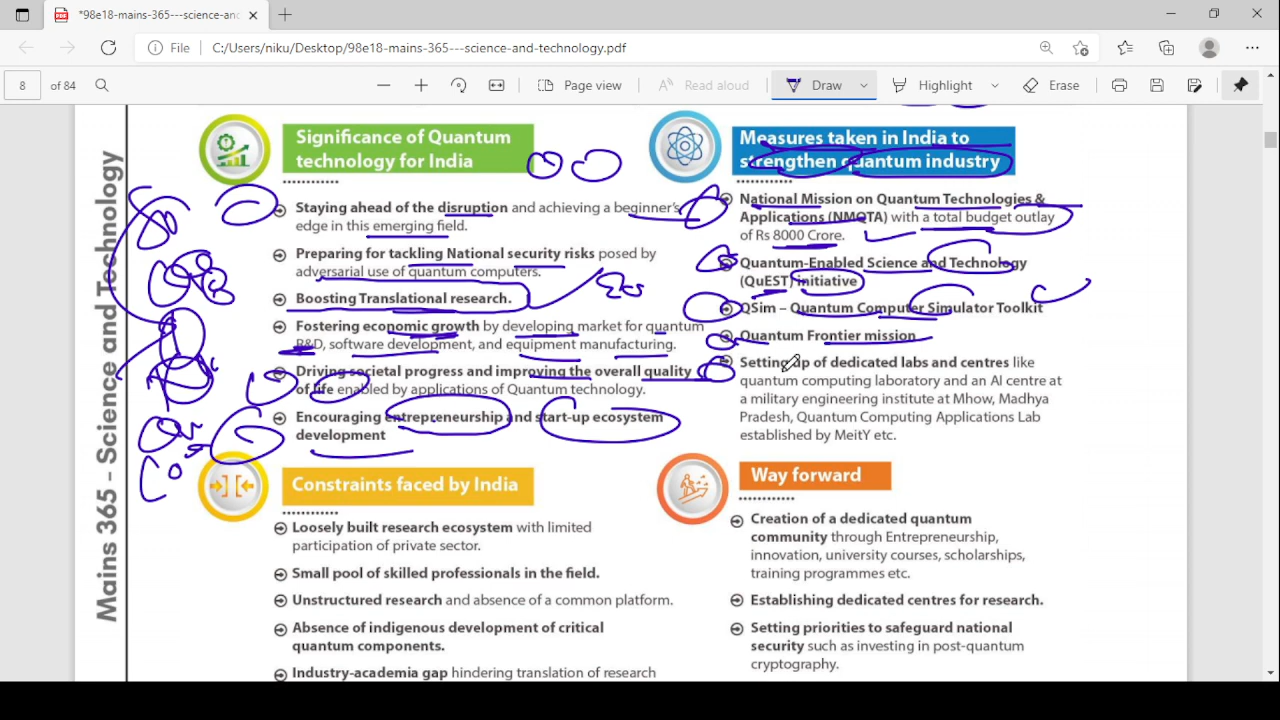 *98e18-mains-365---science-and
File
C:/Users/niku/Desktop/98e18-mains-365---science-and-technology.pdf
8
of 84
Page view
Read aloud
Draw
Highlight
Erase
Mains 365 - Science and Technology
Significance of Quantum
technology for India
Staying ahead of the disruption and achieving a beginner's
edge in this emerging field.
Preparing for tackling National security risks posed by
adversarial use of quantum computers.
Boosting Translational research.
Fostering economic growth by developing market for quantum
R&D, software development, and equipment manufacturing.
Driving societal progress and improving the overall quality
of life enabled by applications of Quantum technology.
Encouraging entrepreneurship and start-up ecosystem
development
Measures taken in India to
strengthen quantum industry
National Mission on Quantum Technologies &
Applications (NMQTA) with a total budget outlay
of Rs 8000 Crore.
Quantum-Enabled Science and Technology
(QuEST) initiative
QSim – Quantum Computer Simulator Toolkit
Quantum Frontier mission
Setting up of dedicated labs and centres like
quantum computing laboratory and an AI centre at
a military engineering institute at Mhow, Madhya
Pradesh, Quantum Computing Applications Lab
established by MeitY etc.
Constraints faced by India
Loosely built research ecosystem with limited
participation of private sector.
Small pool of skilled professionals in the field.
Unstructured research and absence of a common platform.
Absence of indigenous development of critical
quantum components.
Industry-academia gap hindering translation of research
Way forward
Creation of a dedicated quantum
community through Entrepreneurship,
innovation, university courses, scholarships,
training programmes etc.
Establishing dedicated centres for research.
Setting priorities to safeguard national
security such as investing in post-quantum
cryptography.